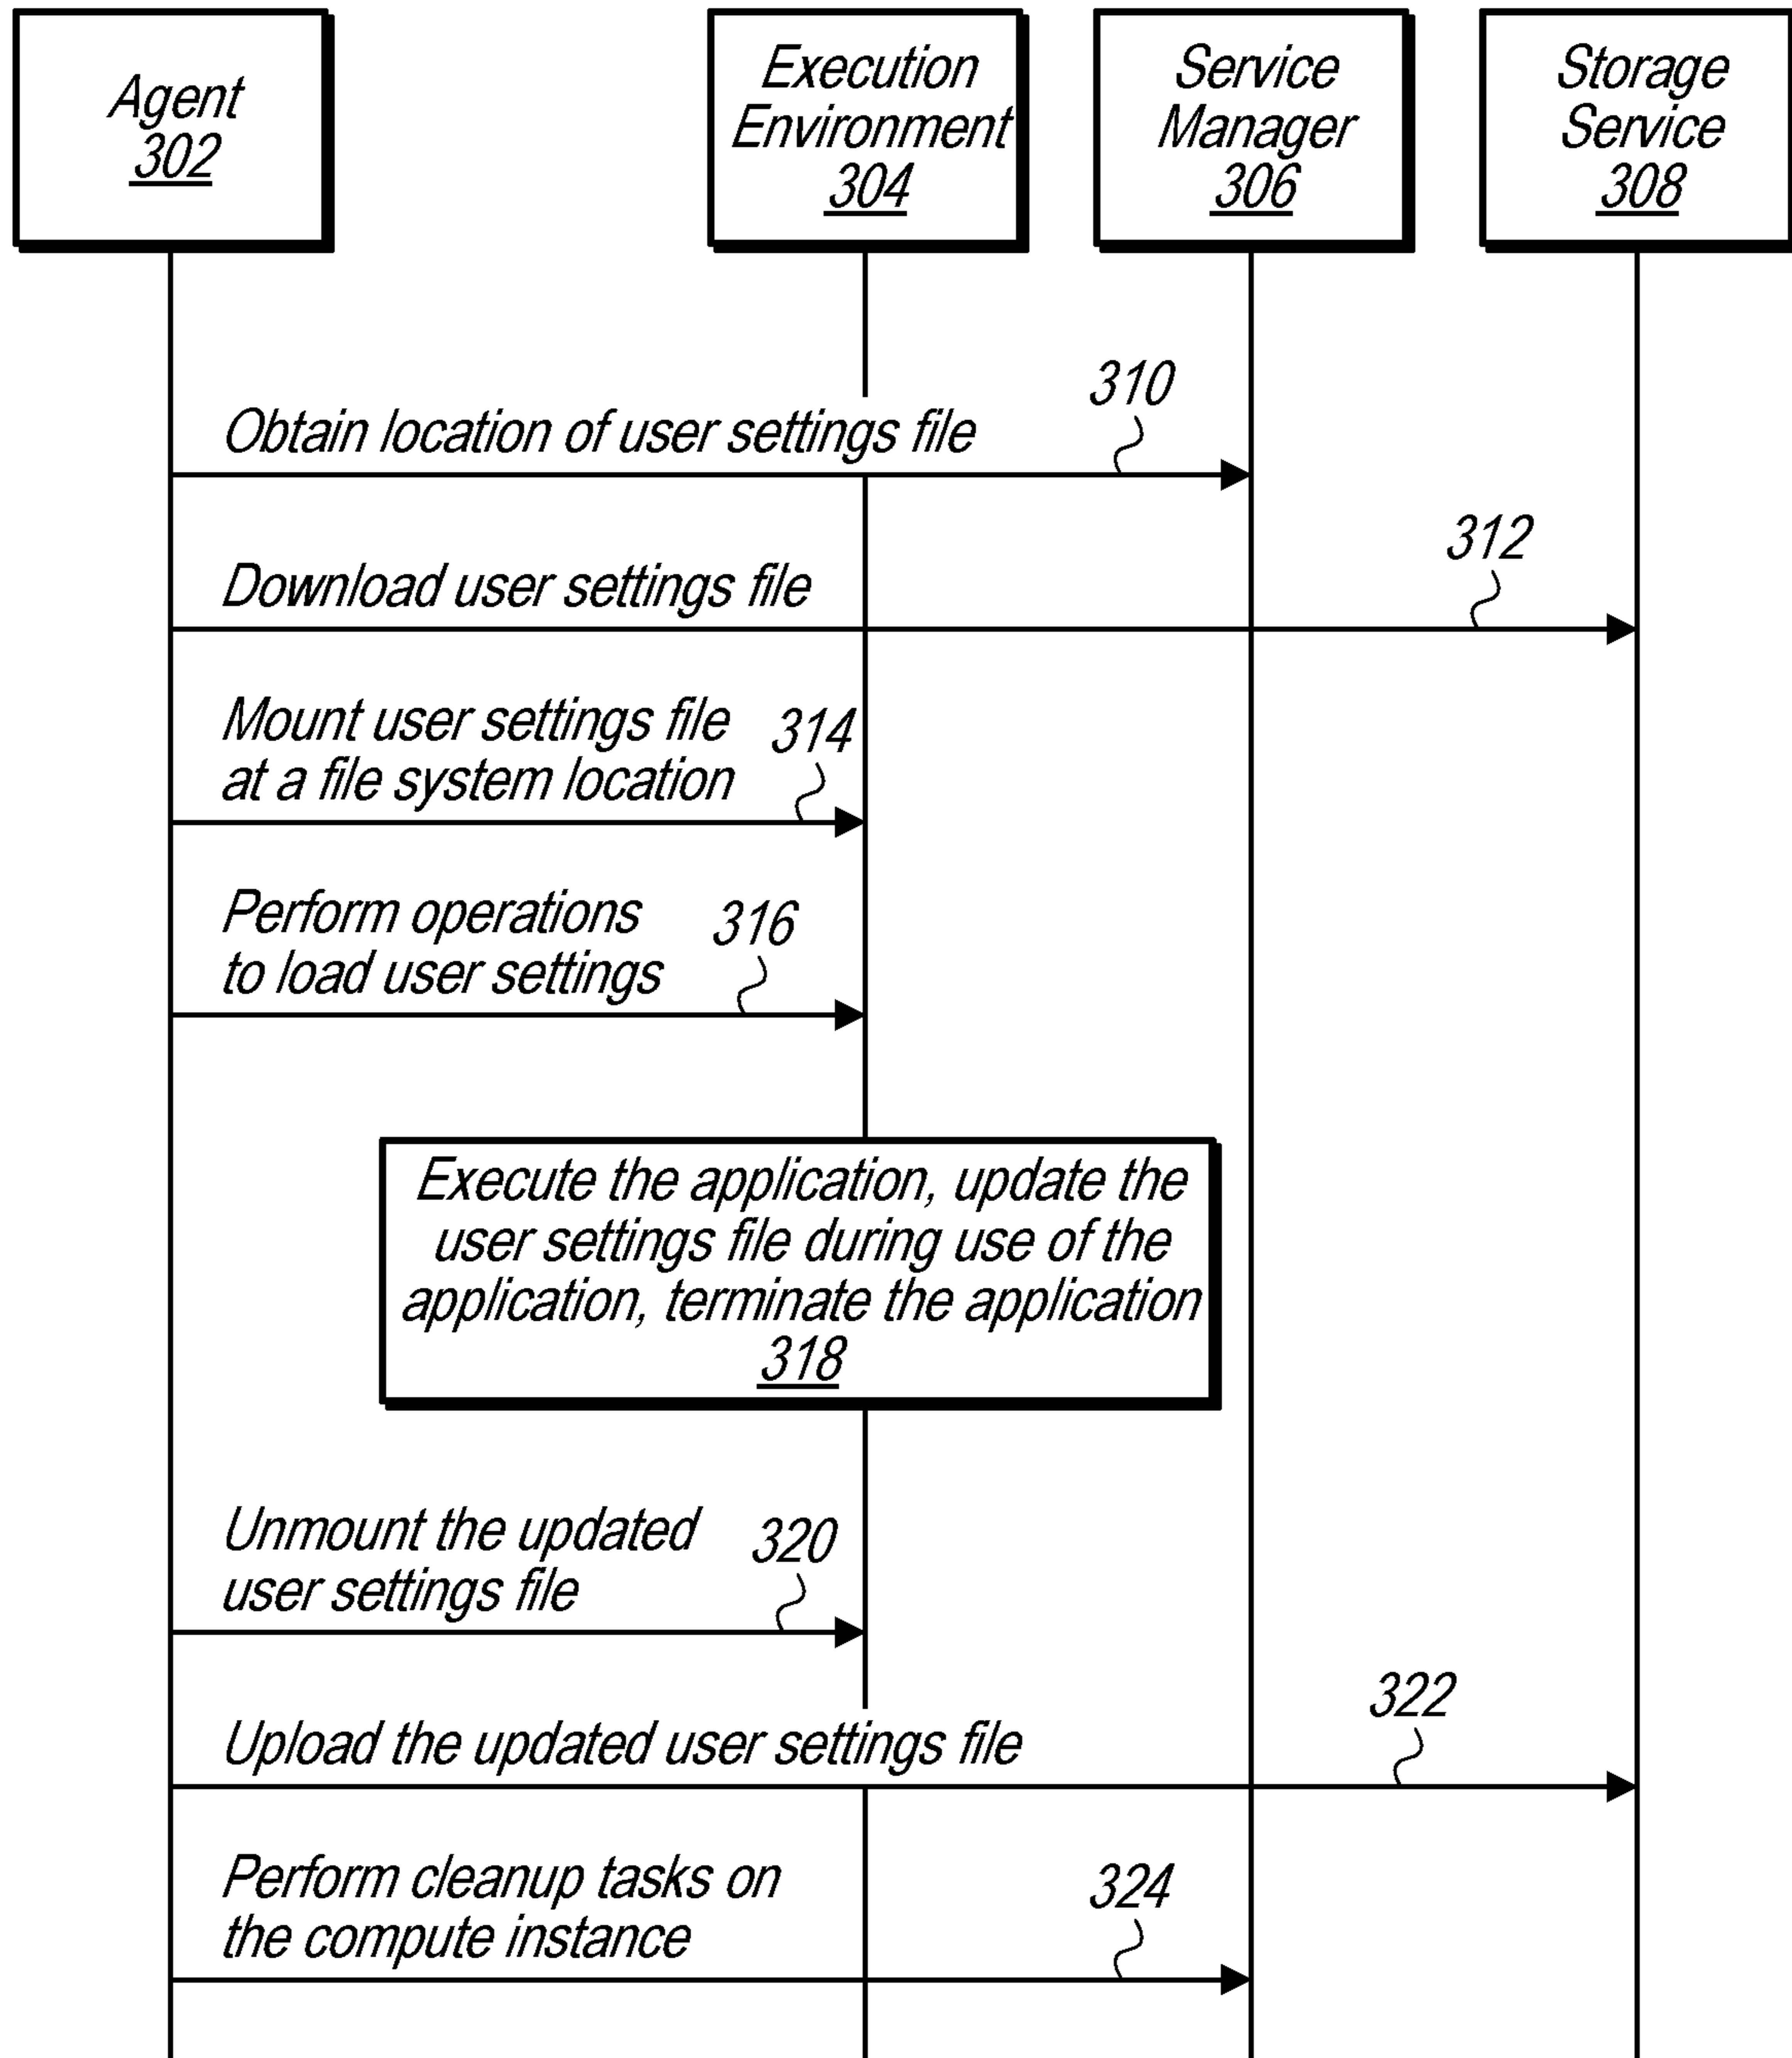 Agent
302
Execution
Environment
304
Service
Manager
306
Storage
Service
308
310
Obtain location of user settings file
312
Download user settings file
Mount user settings file
at a file system location
314
Perform operations
to load user settings
316
Execute the application, update the
user settings file during use of the
application, terminate the application
318
Unmount the updated
user settings file
320
322
Upload the updated user settings file
Perform cleanup tasks on
the compute instance
324